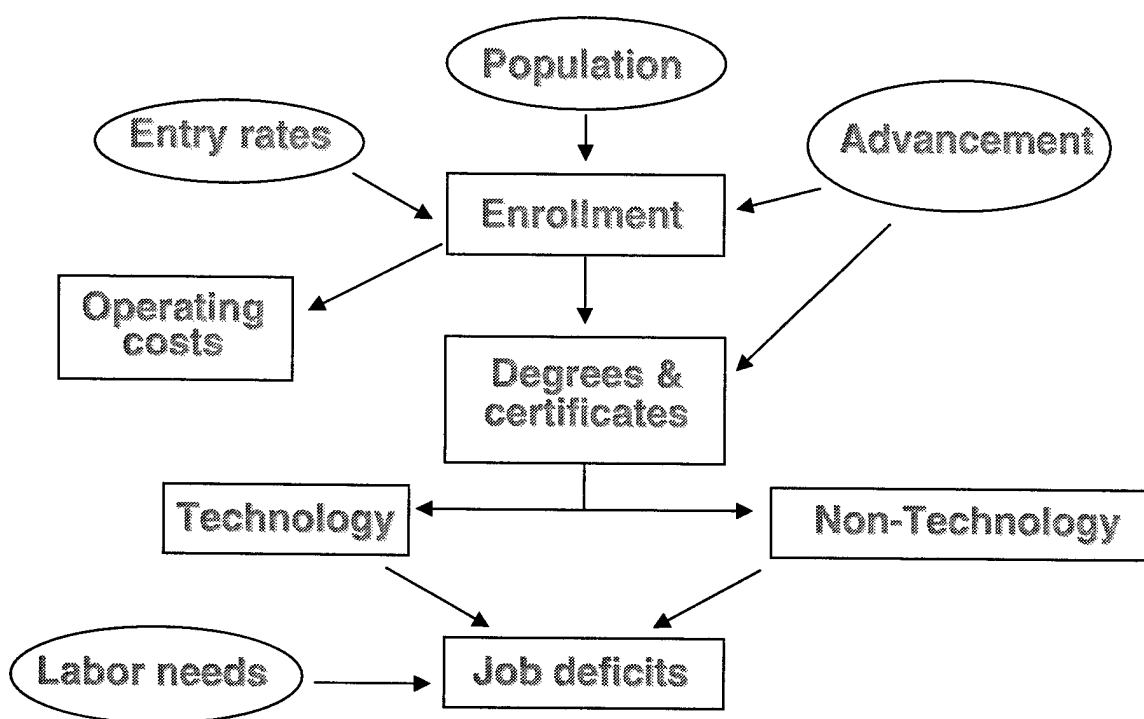 Population
Entry rates
Advancement
Enrollment
Operating
costs
Degrees &
certificates
Technology
Non-Technology
Labor needs
Job deficits